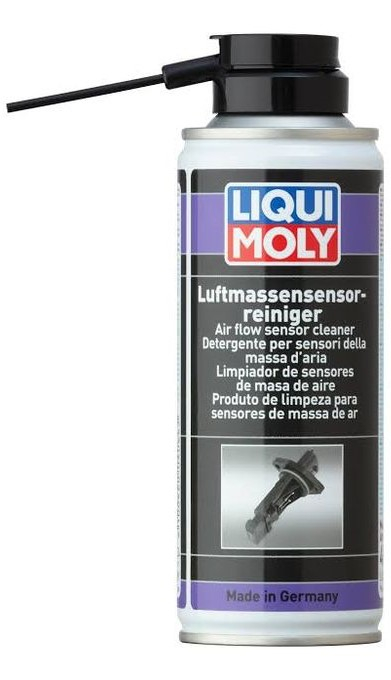 LIQUI
MOLY
Luftmassensensor-
reiniger
Air flow sensor cleaner
Detergente per sensori della
massa d'aria
Limpiador de sensores
de masa de aire
Produto de limpeza para
sensores de massa de ar
Made in Germany